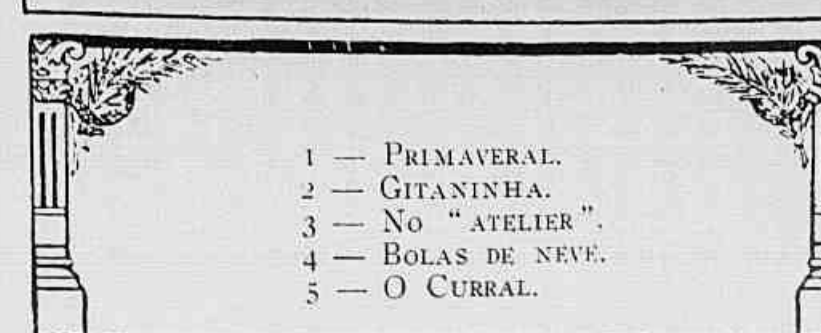 1 — PRIMAVERAL.
2 — GITANINHA.
3 — NO “ATELIER”.
4 — BOLAS DE NEVE.
5 — O CURRAL.